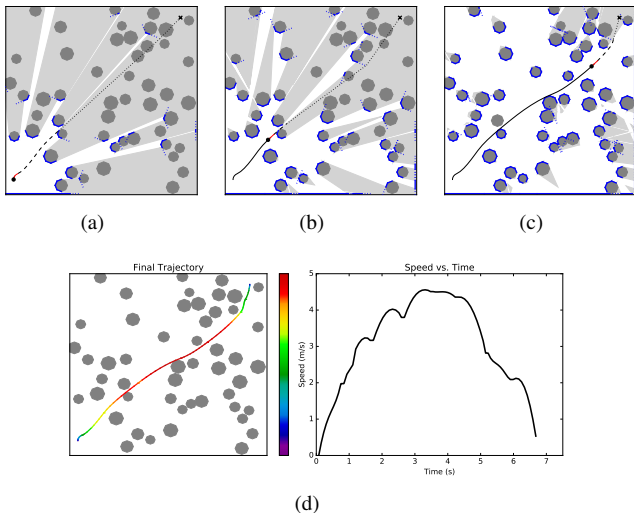 (a)
(b)
(c)
Final Trajectory
Speed vs. Time
5
4
3
2
1
0
Speed (m/s)
0 1 2 3 4 5 6 7
Time (s)
(d)